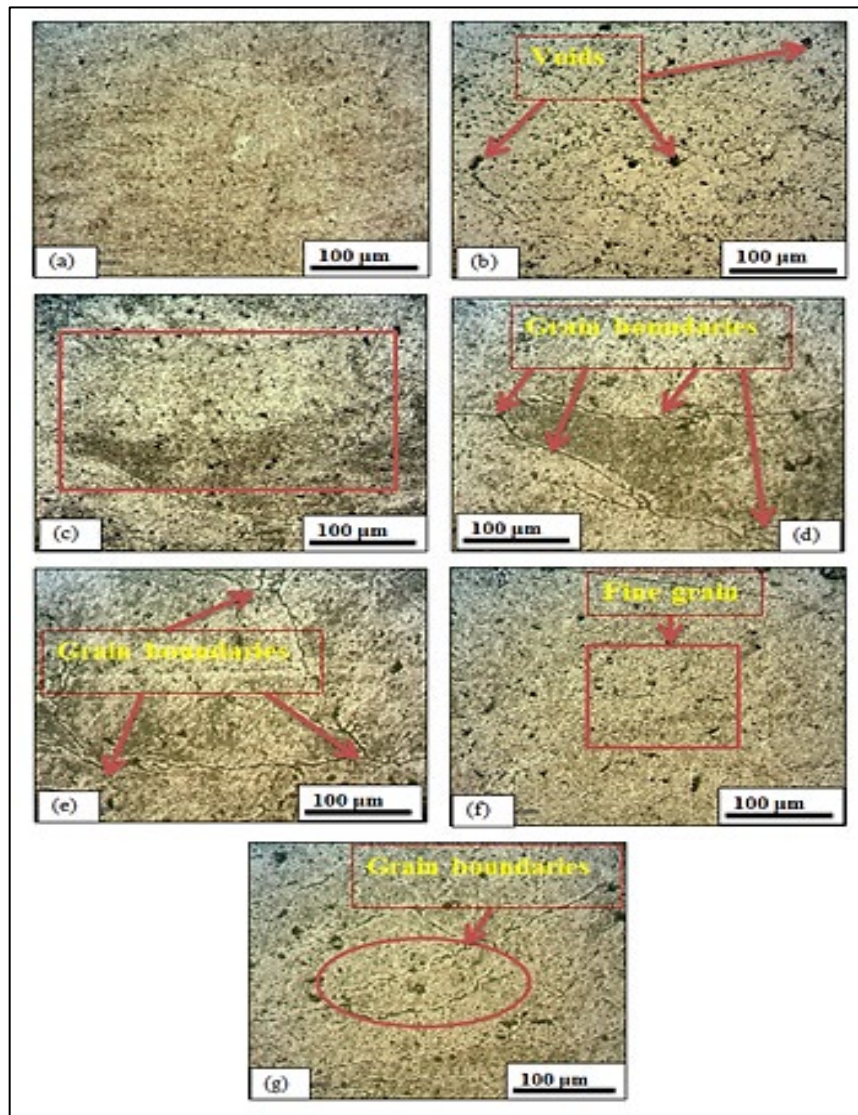 Voids
(a)
100 µm
(b)
100 µm
Grain boundaries
(c)
100 µm
100 µm
(d)
Grain boundaries
Fine grain
(e)
100 µm
(f)
100 µm
Grain boundaries
(g)
100 µm